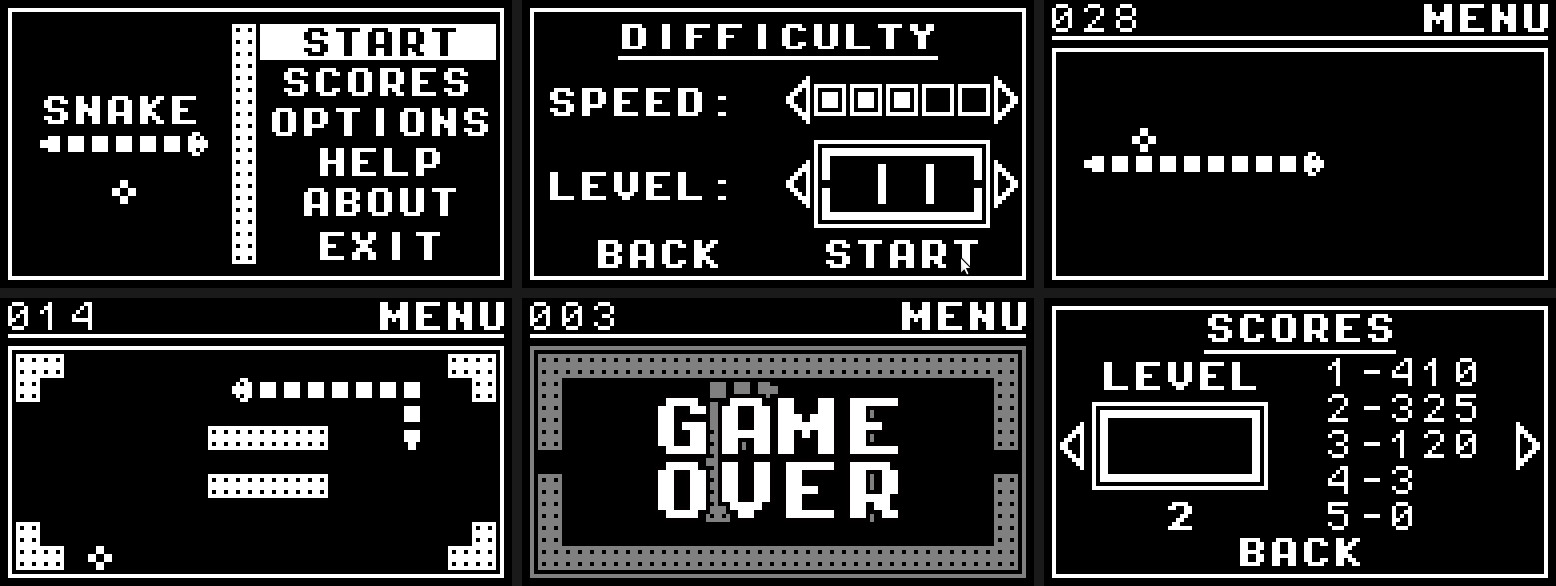 SNAKE
START
SCORES
OPTIONS
HELP
ABOUT
EXIT
DIFFICULTY
SPEED:
LEVEL:
BACK START
028 MENU
014 MENU
003 MENU
GAME
OVER
SCORES
LEVEL
2
1-410
2-325
3-120
4-3
5-0
BACK